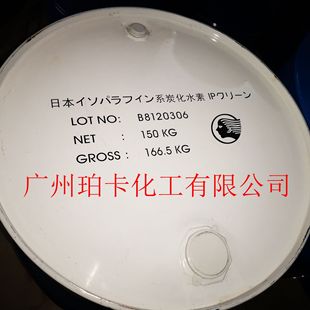 日本イソパラフイン系炭化水素 IPクリーン
LOT NO: B8120306
NET : 150 KG
GROSS: 166.5 KG
广州珀卡化工有限公司